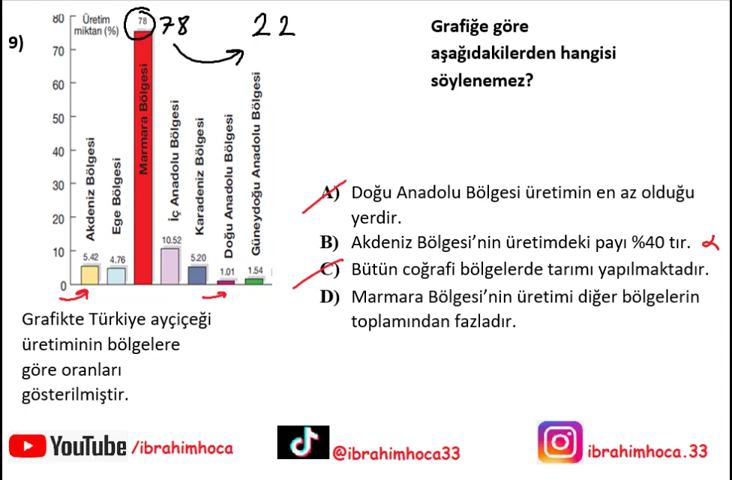 9)
80
70
60
50
40
30
20
10
0
Üretim
miktarı (%)
78
78
22
Akdeniz Bölgesi
Ege Bölgesi
Marmara Bölgesi
İç Anadolu Bölgesi
Karadeniz Bölgesi
Doğu Anadolu Bölgesi
Güneydoğu Anadolu Bölgesi
5.42
4.76
10.52
5.20
1.01
1.54
Grafikte Türkiye ayçiçeği
üretiminin bölgelere
göre oranları
gösterilmiştir.
Grafiğe göre
aşağıdakilerden hangisi
söylenemez?
A) Doğu Anadolu Bölgesi üretimin en az olduğu
yerdir.
B) Akdeniz Bölgesi’nin üretimdeki payı %40 tır.
C) Bütün coğrafi bölgelerde tarımı yapılmaktadır.
D) Marmara Bölgesi’nin üretimi diğer bölgelerin
toplamından fazladır.
YouTube /ibrahimhoca
@ibrahimhoca33
ibrahimhoca.33